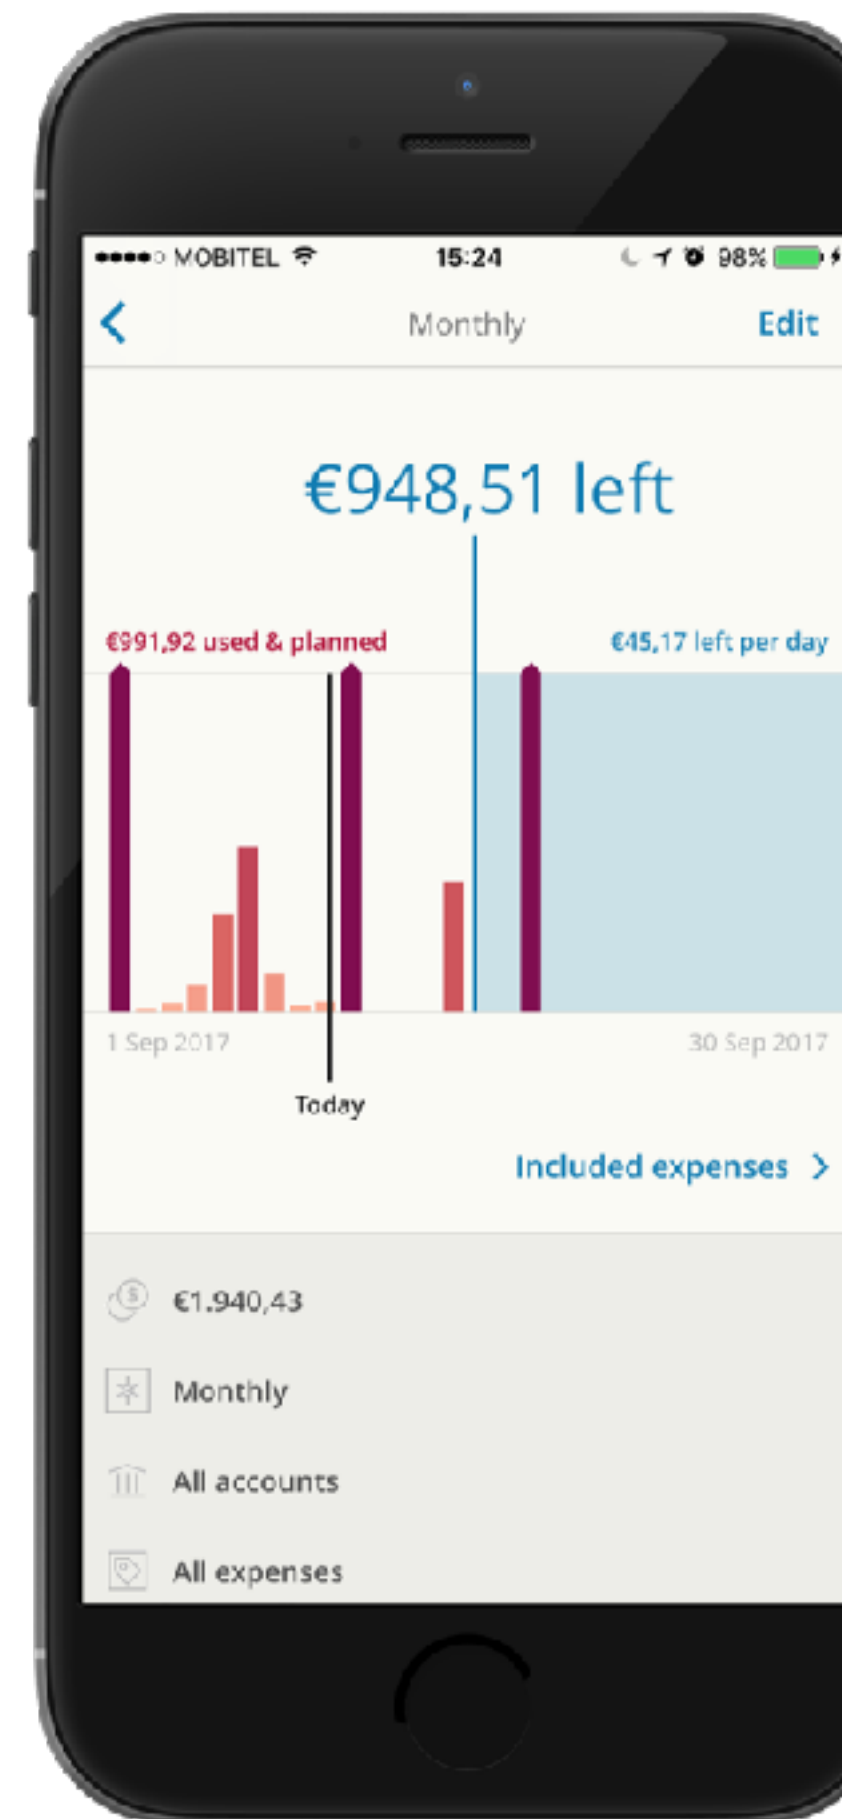 MOBITEL 15:24 98%
Monthly Edit
€948,51 left
€991,92 used & planned €45,17 left per day
1 Sep 2017 30 Sep 2017
Today
Included expenses
€1.940,43
Monthly
All accounts
All expenses